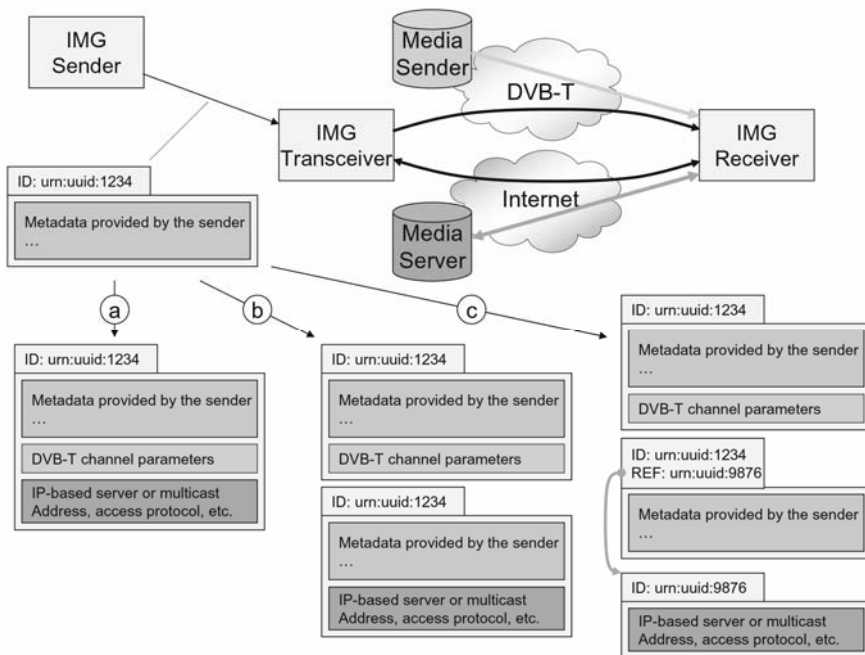 IMG
Sender
Media
Sender
DVB-T
IMG
Transceiver
IMG
Receiver
Internet
Media
Server
ID: urn:uuid:1234
Metadata provided by the sender
…
a
b
c
ID: urn:uuid:1234
Metadata provided by the sender
…
DVB-T channel parameters
IP-based server or multicast
Address, access protocol, etc.
ID: urn:uuid:1234
Metadata provided by the sender
…
DVB-T channel parameters
ID: urn:uuid:1234
Metadata provided by the sender
…
IP-based server or multicast
Address, access protocol, etc.
ID: urn:uuid:1234
Metadata provided by the sender
…
DVB-T channel parameters
ID: urn:uuid:1234
REF: urn:uuid:9876
Metadata provided by the sender
…
ID: urn:uuid:9876
IP-based server or multicast
Address, access protocol, etc.